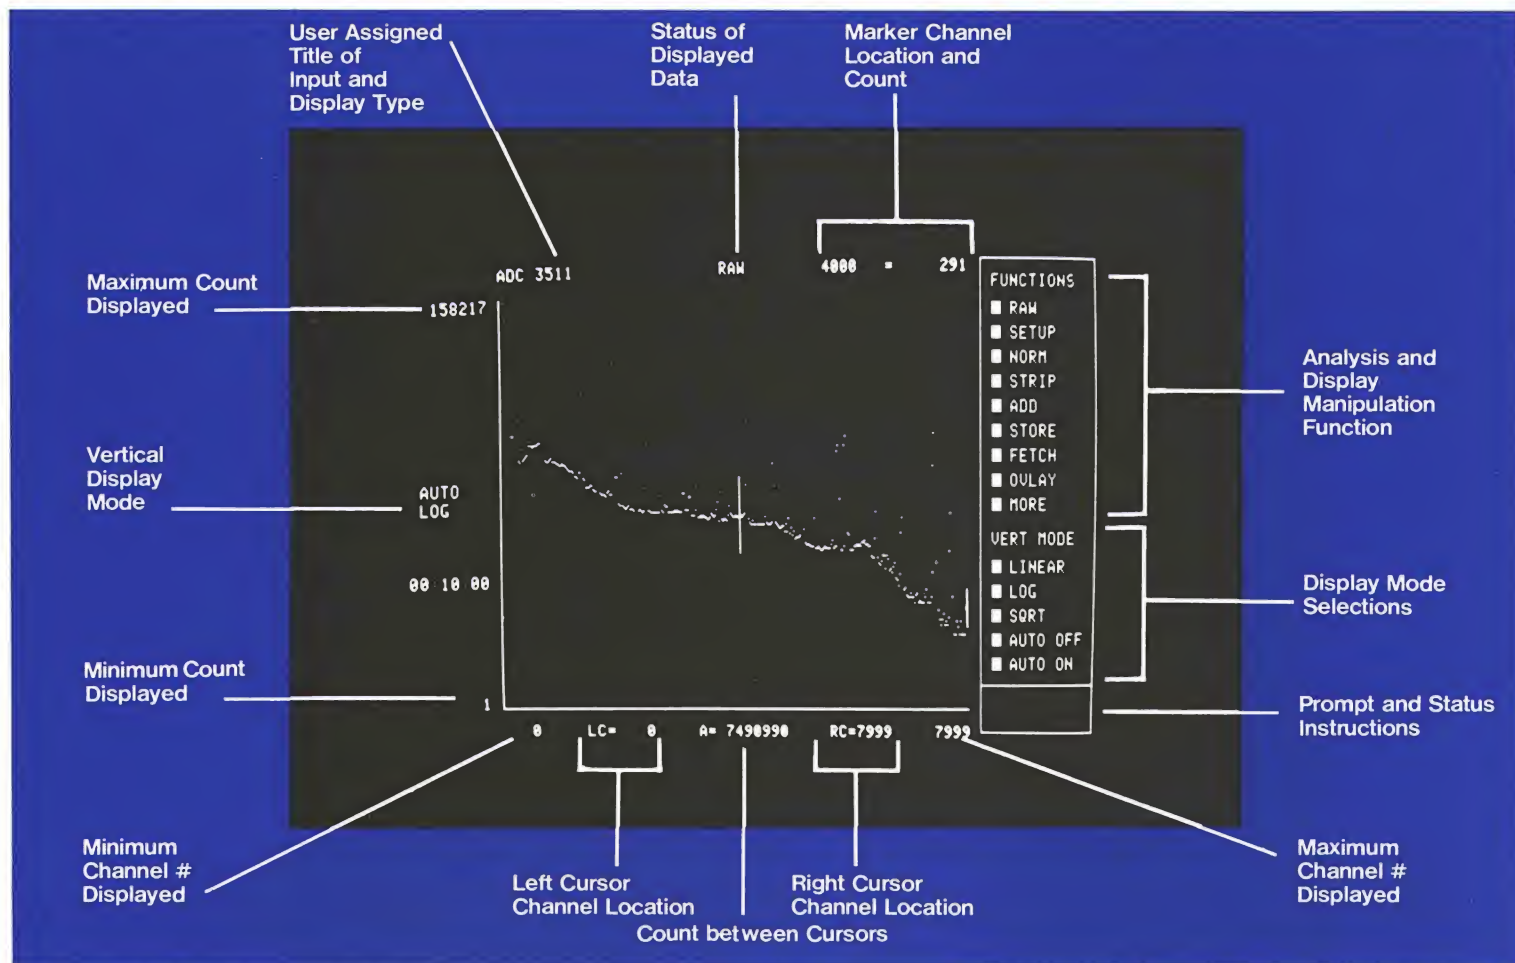 User Assigned
Title of
Input and
Display Type
Status of
Displayed
Data
Marker Channel
Location and
Count
ADC 3511
RAW
4000 = 291
Maximum Count
Displayed
158217
Vertical
Display
Mode
AUTO
LOG
00:10:00
Minimum Count
Displayed
1
0 LC= 0 A= 7490990 RC=7999 7999
FUNCTIONS
RAW
SETUP
NORM
STRIP
ADD
STORE
FETCH
OVLAY
MORE
VERT MODE
LINEAR
LOG
SQRT
AUTO OFF
AUTO ON
Analysis and
Display
Manipulation
Function
Display Mode
Selections
Prompt and Status
Instructions
Minimum
Channel #
Displayed
Left Cursor
Channel Location
Count between Cursors
Right Cursor
Channel Location
Maximum
Channel #
Displayed